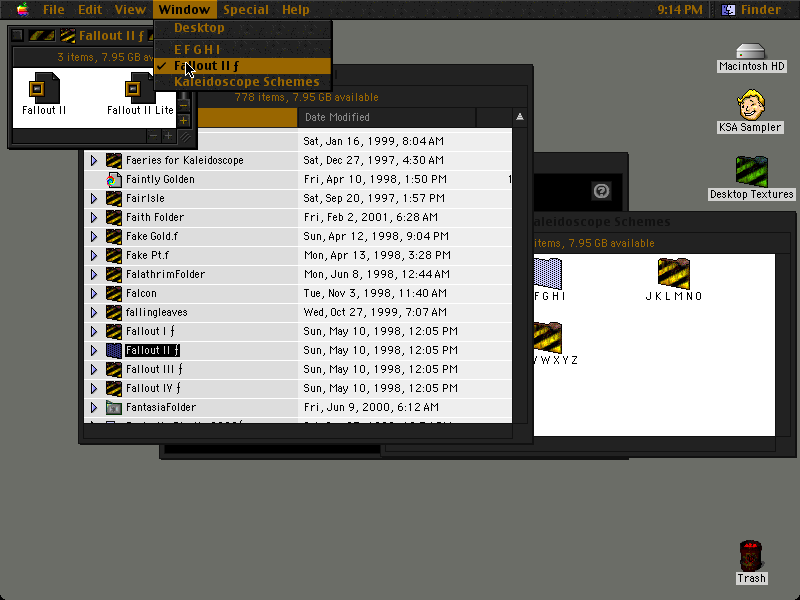 File Edit View Window Special Help 9:14 PM Finder
Desktop
E F G H I
✓ Fallout II ƒ
Kaleidoscope Schemes
Fallout II ƒ
3 items, 7.95 GB av
Fallout II
Fallout II Lite
778 items, 7.95 GB available
Date Modified
Sat, Jan 16, 1999, 8:04 AM
Faeries for Kaleidoscope Sat, Dec 27, 1997, 4:30 AM
Faintly Golden Fri, Apr 10, 1998, 1:50 PM 1
FairIsle Sat, Sep 20, 1997, 1:57 PM
Faith Folder Fri, Feb 2, 2001, 6:28 AM
Fake Gold.f Sun, Apr 12, 1998, 9:04 PM
Fake Pt.f Mon, Apr 13, 1998, 3:28 PM
FalathrimFolder Mon, Jun 8, 1998, 12:44 AM
Falcon Tue, Nov 3, 1998, 11:40 AM
fallingleaves Wed, Oct 27, 1999, 7:07 AM
Fallout I ƒ Sun, May 10, 1998, 12:05 PM
Fallout II ƒ Sun, May 10, 1998, 12:05 PM
Fallout III ƒ Sun, May 10, 1998, 12:05 PM
Fallout IV ƒ Sun, May 10, 1998, 12:05 PM
FantasiaFolder Fri, Jun 9, 2000, 6:12 AM
aleidoscope Schemes
items, 7.95 GB available
F G H I
J K L M N O
V W X Y Z
Macintosh HD
KSA Sampler
Desktop Textures
Trash